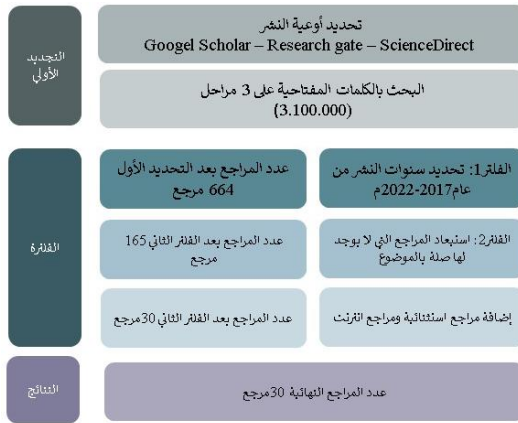 التحديد الأولي
تحديد أوعية النشر
Googel Scholar – Research gate – ScienceDirect
البحث بالكلمات المفتاحية على 3 مراحل
(3.100.000)
الفلترة
الفلتر1: تحديد سنوات النشر من
عام2017-2022م
عدد المراجع بعد التحديد الأول
664 مرجع
الفلتر2: استبعاد المراجع التي لا يوجد
لها صلة بالموضوع
عدد المراجع بعد الفلتر الثاني 165
مرجع
إضافة مراجع استثنائية ومراجع انترنت
عدد المراجع بعد الفلتر الثاني 30مرجع
النتائج
عدد المراجع النهائية 30مرجع